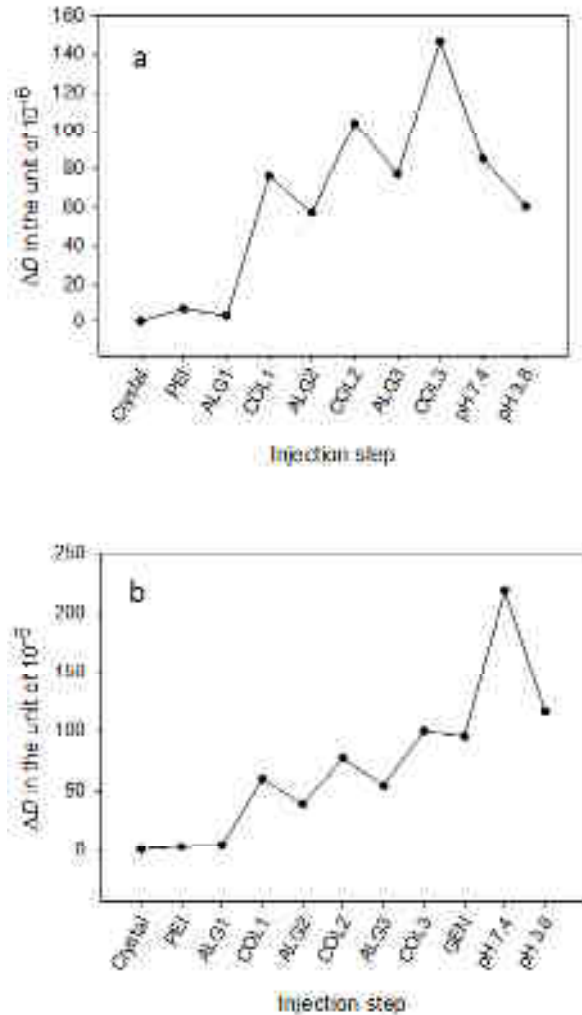 160
a
140
120
100
80
60
40
20
0
ΔD in the unit of 10⁻⁶
Crystal
PEI
ALG1
COL1
ALG2
COL2
ALG3
COL3
pH 7.4
pH 3.8
Injection step
250
b
200
150
100
50
0
ΔD in the unit of
Crystal
PEI
ALG1
COL1
ALG2
COL2
ALG3
COL3
GEN
pH 7.4
pH 3.8
Injection step